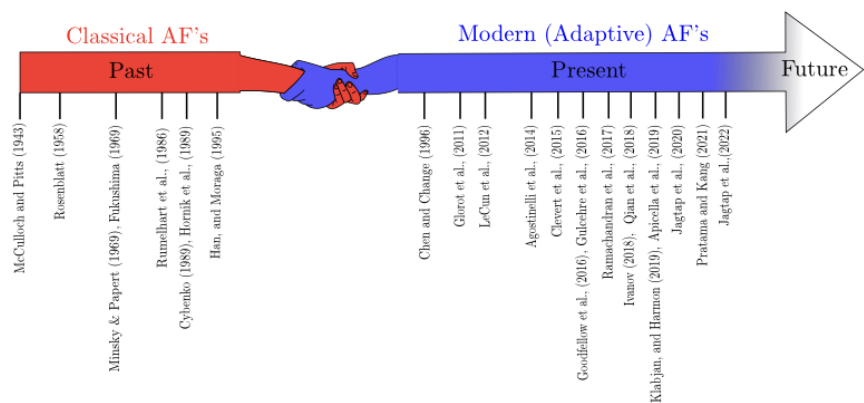 Classical AF's
Modern (Adaptive) AF's
Past
Present
Future
McCulloch and Pitts (1943)
Rosenblatt (1958)
Minsky & Papert (1969), Fukushima (1969)
Rumelhart et al., (1986)
Cybenko (1989), Hornik et al., (1989)
Han, and Moraga (1995)
Chen and Change (1996)
Glorot et al., (2011)
LeCun et al., (2012)
Agostinelli et al., (2014)
Clevert et al., (2015)
Goodfellow et al., (2016), Gulcehre et al., (2016)
Ramachandran et al., (2017)
Ivanov (2018), Qian et al., (2018)
Klabjan, and Harmon (2019), Apicella et al., (2019)
Jagtap et al., (2020)
Pratama and Kang (2021)
Jagtap et al.,(2022)